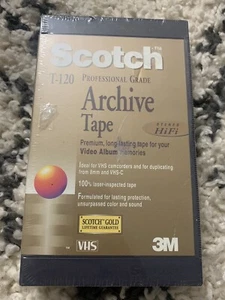 Scotch™
T-120 PROFESSIONAL GRADE
Archive
Tape
STEREO
HiFi
Premium, long-lasting tape for your
Video Album Memories
Ideal for VHS camcorders and for duplicating
from 8mm and VHS-C
100% laser-inspected tape
Formulated for lasting protection,
unsurpassed color and sound
SCOTCH GOLD
LIFETIME GUARANTEE
VHS
3M